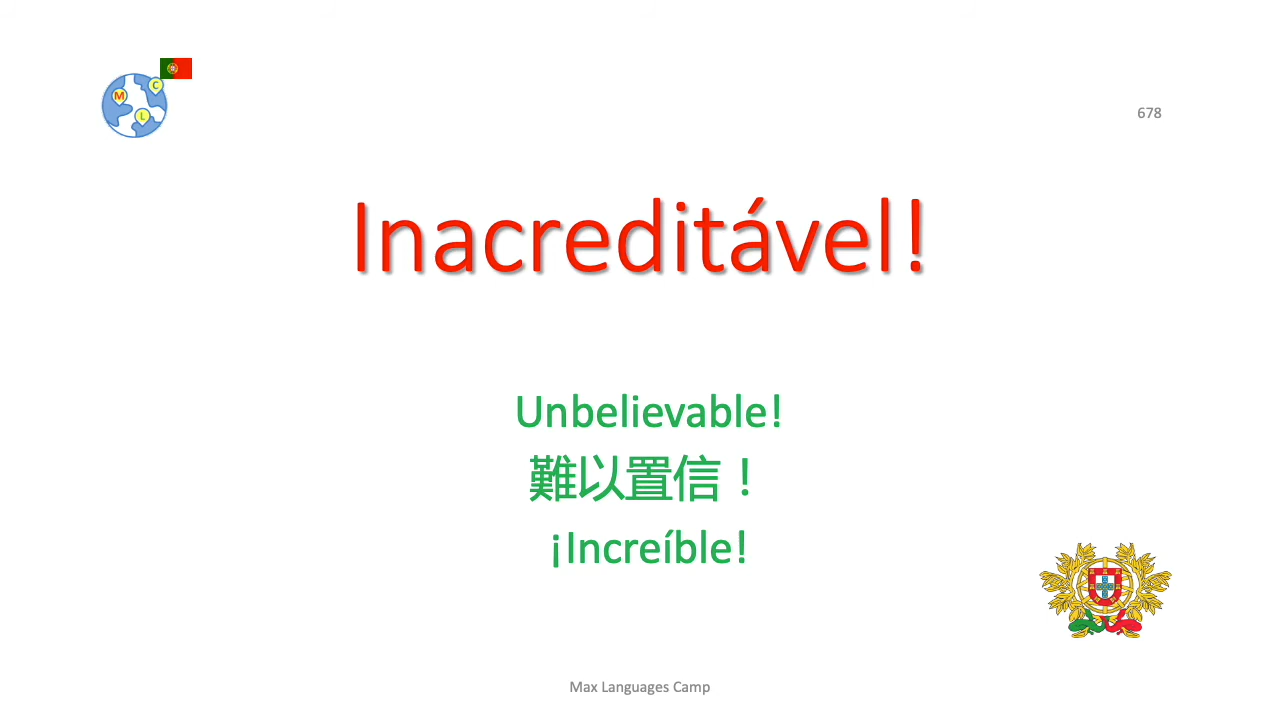 M
C
L
678
Inacreditável!
Unbelievable!
難以置信！
¡Increíble!
Max Languages Camp